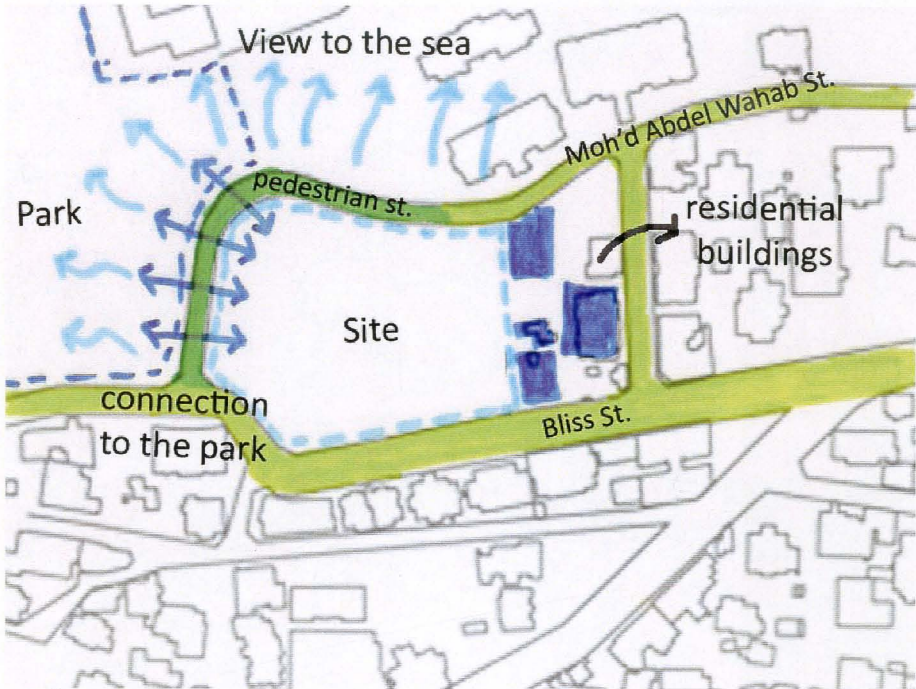 View to the sea
Moh'd Abdel Wahab St.
pedestrian st.
Park
residential
buildings
Site
connection
to the park
Bliss St.